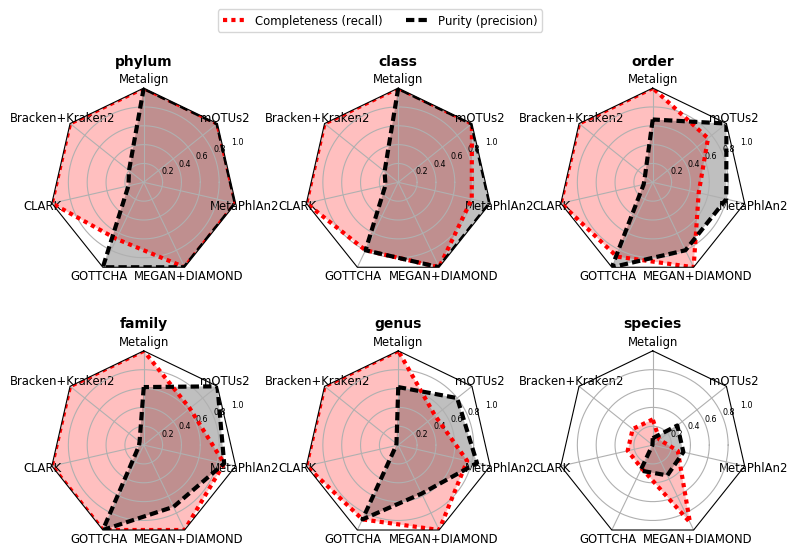 Completeness (recall) Purity (precision)
phylum
Metalign
Bracken+Kraken2
mOTUs2
1.0
0.8
0.6
0.4
0.2
CLARK
MetaPhlAn2
GOTTCHA
MEGAN+DIAMOND
class
Metalign
Bracken+Kraken2
mOTUs2
1.0
0.8
0.6
0.4
0.2
CLARK
MetaPhlAn2
GOTTCHA
MEGAN+DIAMOND
order
Metalign
Bracken+Kraken2
mOTUs2
1.0
0.8
0.6
0.4
0.2
CLARK
MetaPhlAn2
GOTTCHA
MEGAN+DIAMOND
family
Metalign
Bracken+Kraken2
mOTUs2
1.0
0.8
0.6
0.4
0.2
CLARK
MetaPhlAn2
GOTTCHA
MEGAN+DIAMOND
genus
Metalign
Bracken+Kraken2
mOTUs2
1.0
0.8
0.6
0.4
0.2
CLARK
MetaPhlAn2
GOTTCHA
MEGAN+DIAMOND
species
Metalign
Bracken+Kraken2
mOTUs2
1.0
0.8
0.6
0.4
0.2
CLARK
MetaPhlAn2
GOTTCHA
MEGAN+DIAMOND